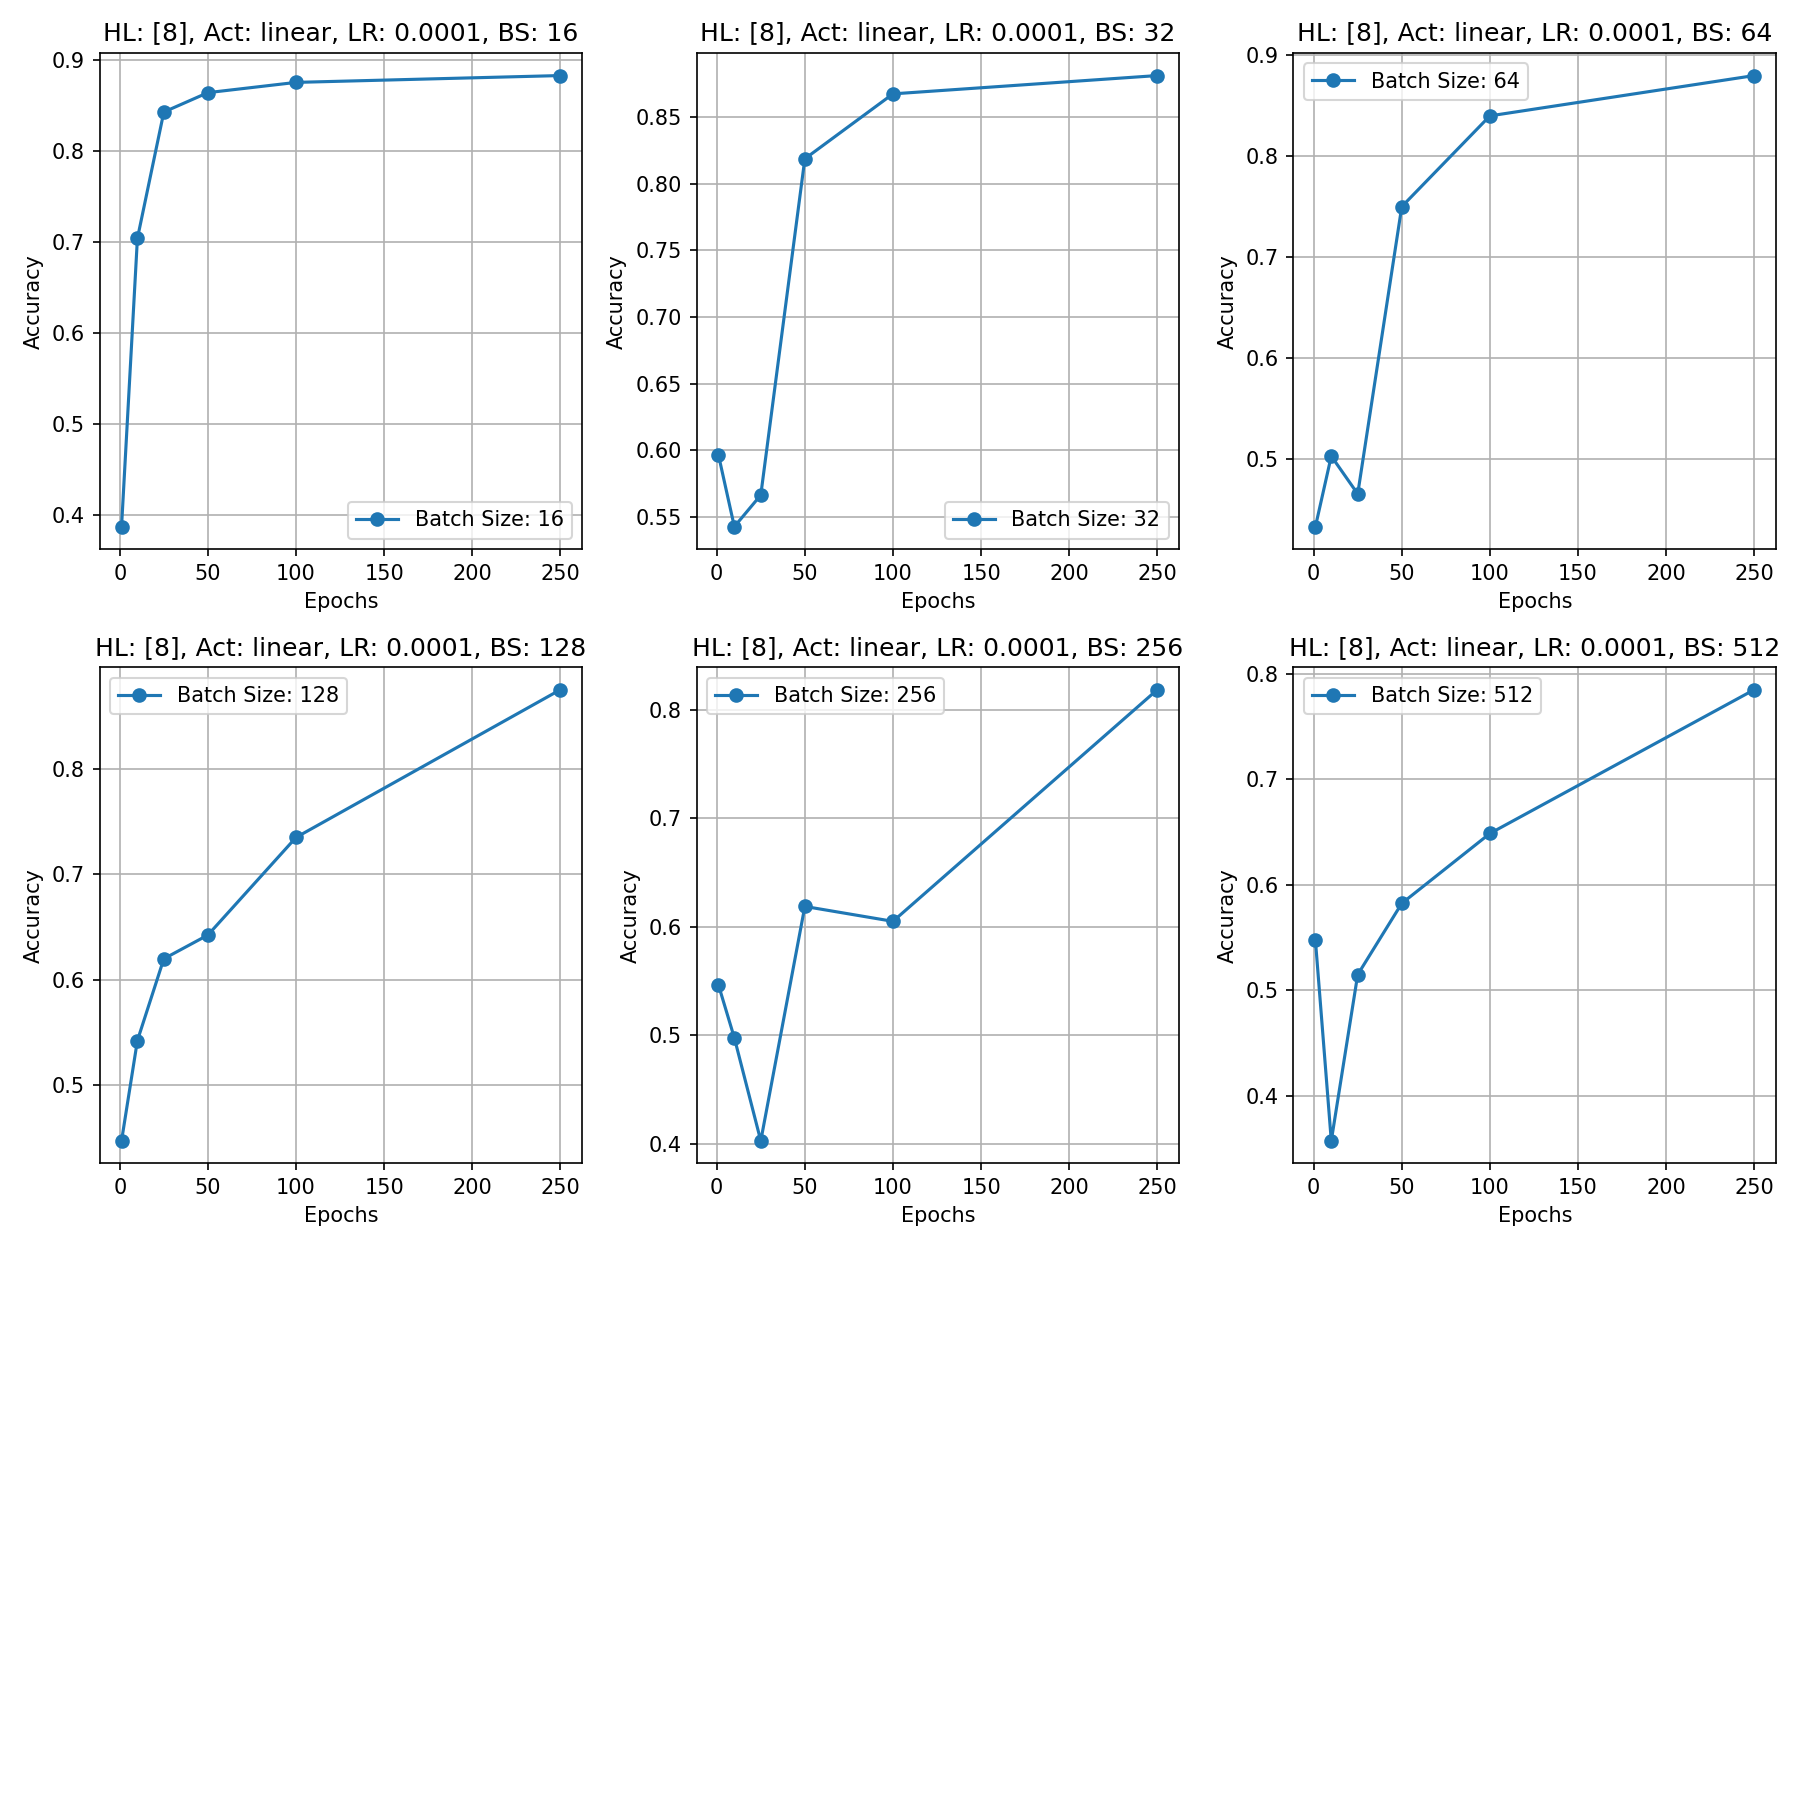 HL: [8], Act: linear, LR: 0.0001, BS: 16
0.9
0.8
0.7
0.6
0.5
0.4
Accuracy
Batch Size: 16
0 50 100 150 200 250
Epochs
HL: [8], Act: linear, LR: 0.0001, BS: 32
0.85
0.80
0.75
0.70
0.65
0.60
0.55
Accuracy
Batch Size: 32
0 50 100 150 200 250
Epochs
HL: [8], Act: linear, LR: 0.0001, BS: 64
Batch Size: 64
0.9
0.8
0.7
0.6
0.5
Accuracy
0 50 100 150 200 250
Epochs
HL: [8], Act: linear, LR: 0.0001, BS: 128
Batch Size: 128
0.8
0.7
0.6
0.5
Accuracy
0 50 100 150 200 250
Epochs
HL: [8], Act: linear, LR: 0.0001, BS: 256
Batch Size: 256
0.8
0.7
0.6
0.5
0.4
Accuracy
0 50 100 150 200 250
Epochs
HL: [8], Act: linear, LR: 0.0001, BS: 512
Batch Size: 512
0.8
0.7
0.6
0.5
0.4
Accuracy
0 50 100 150 200 250
Epochs